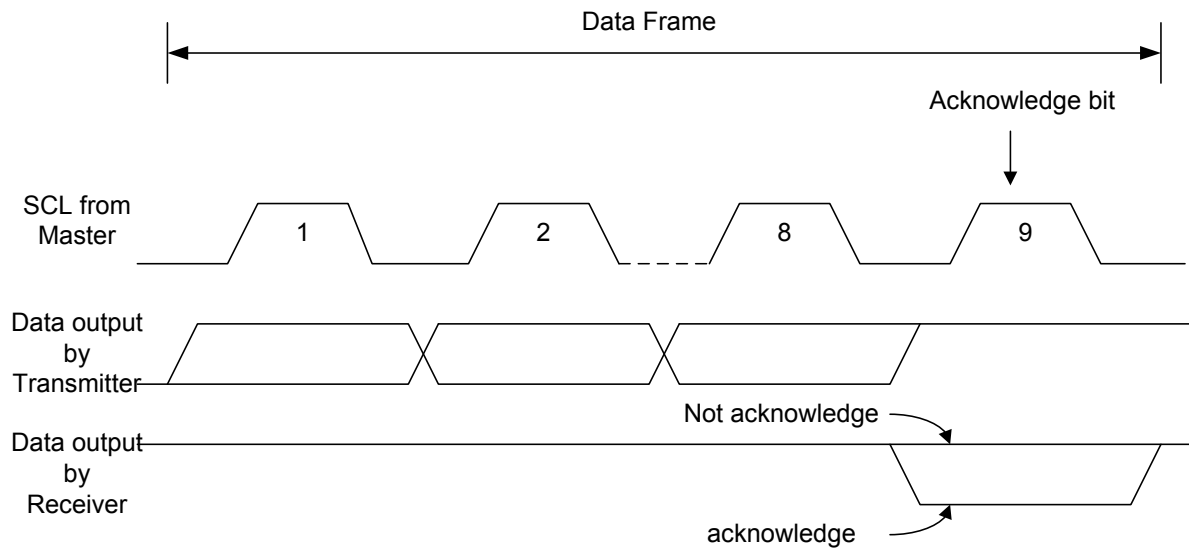 Data Frame
Acknowledge bit
SCL from
Master
1
2
8
9
Data output
by
Transmitter
Not acknowledge
Data output
by
Receiver
acknowledge